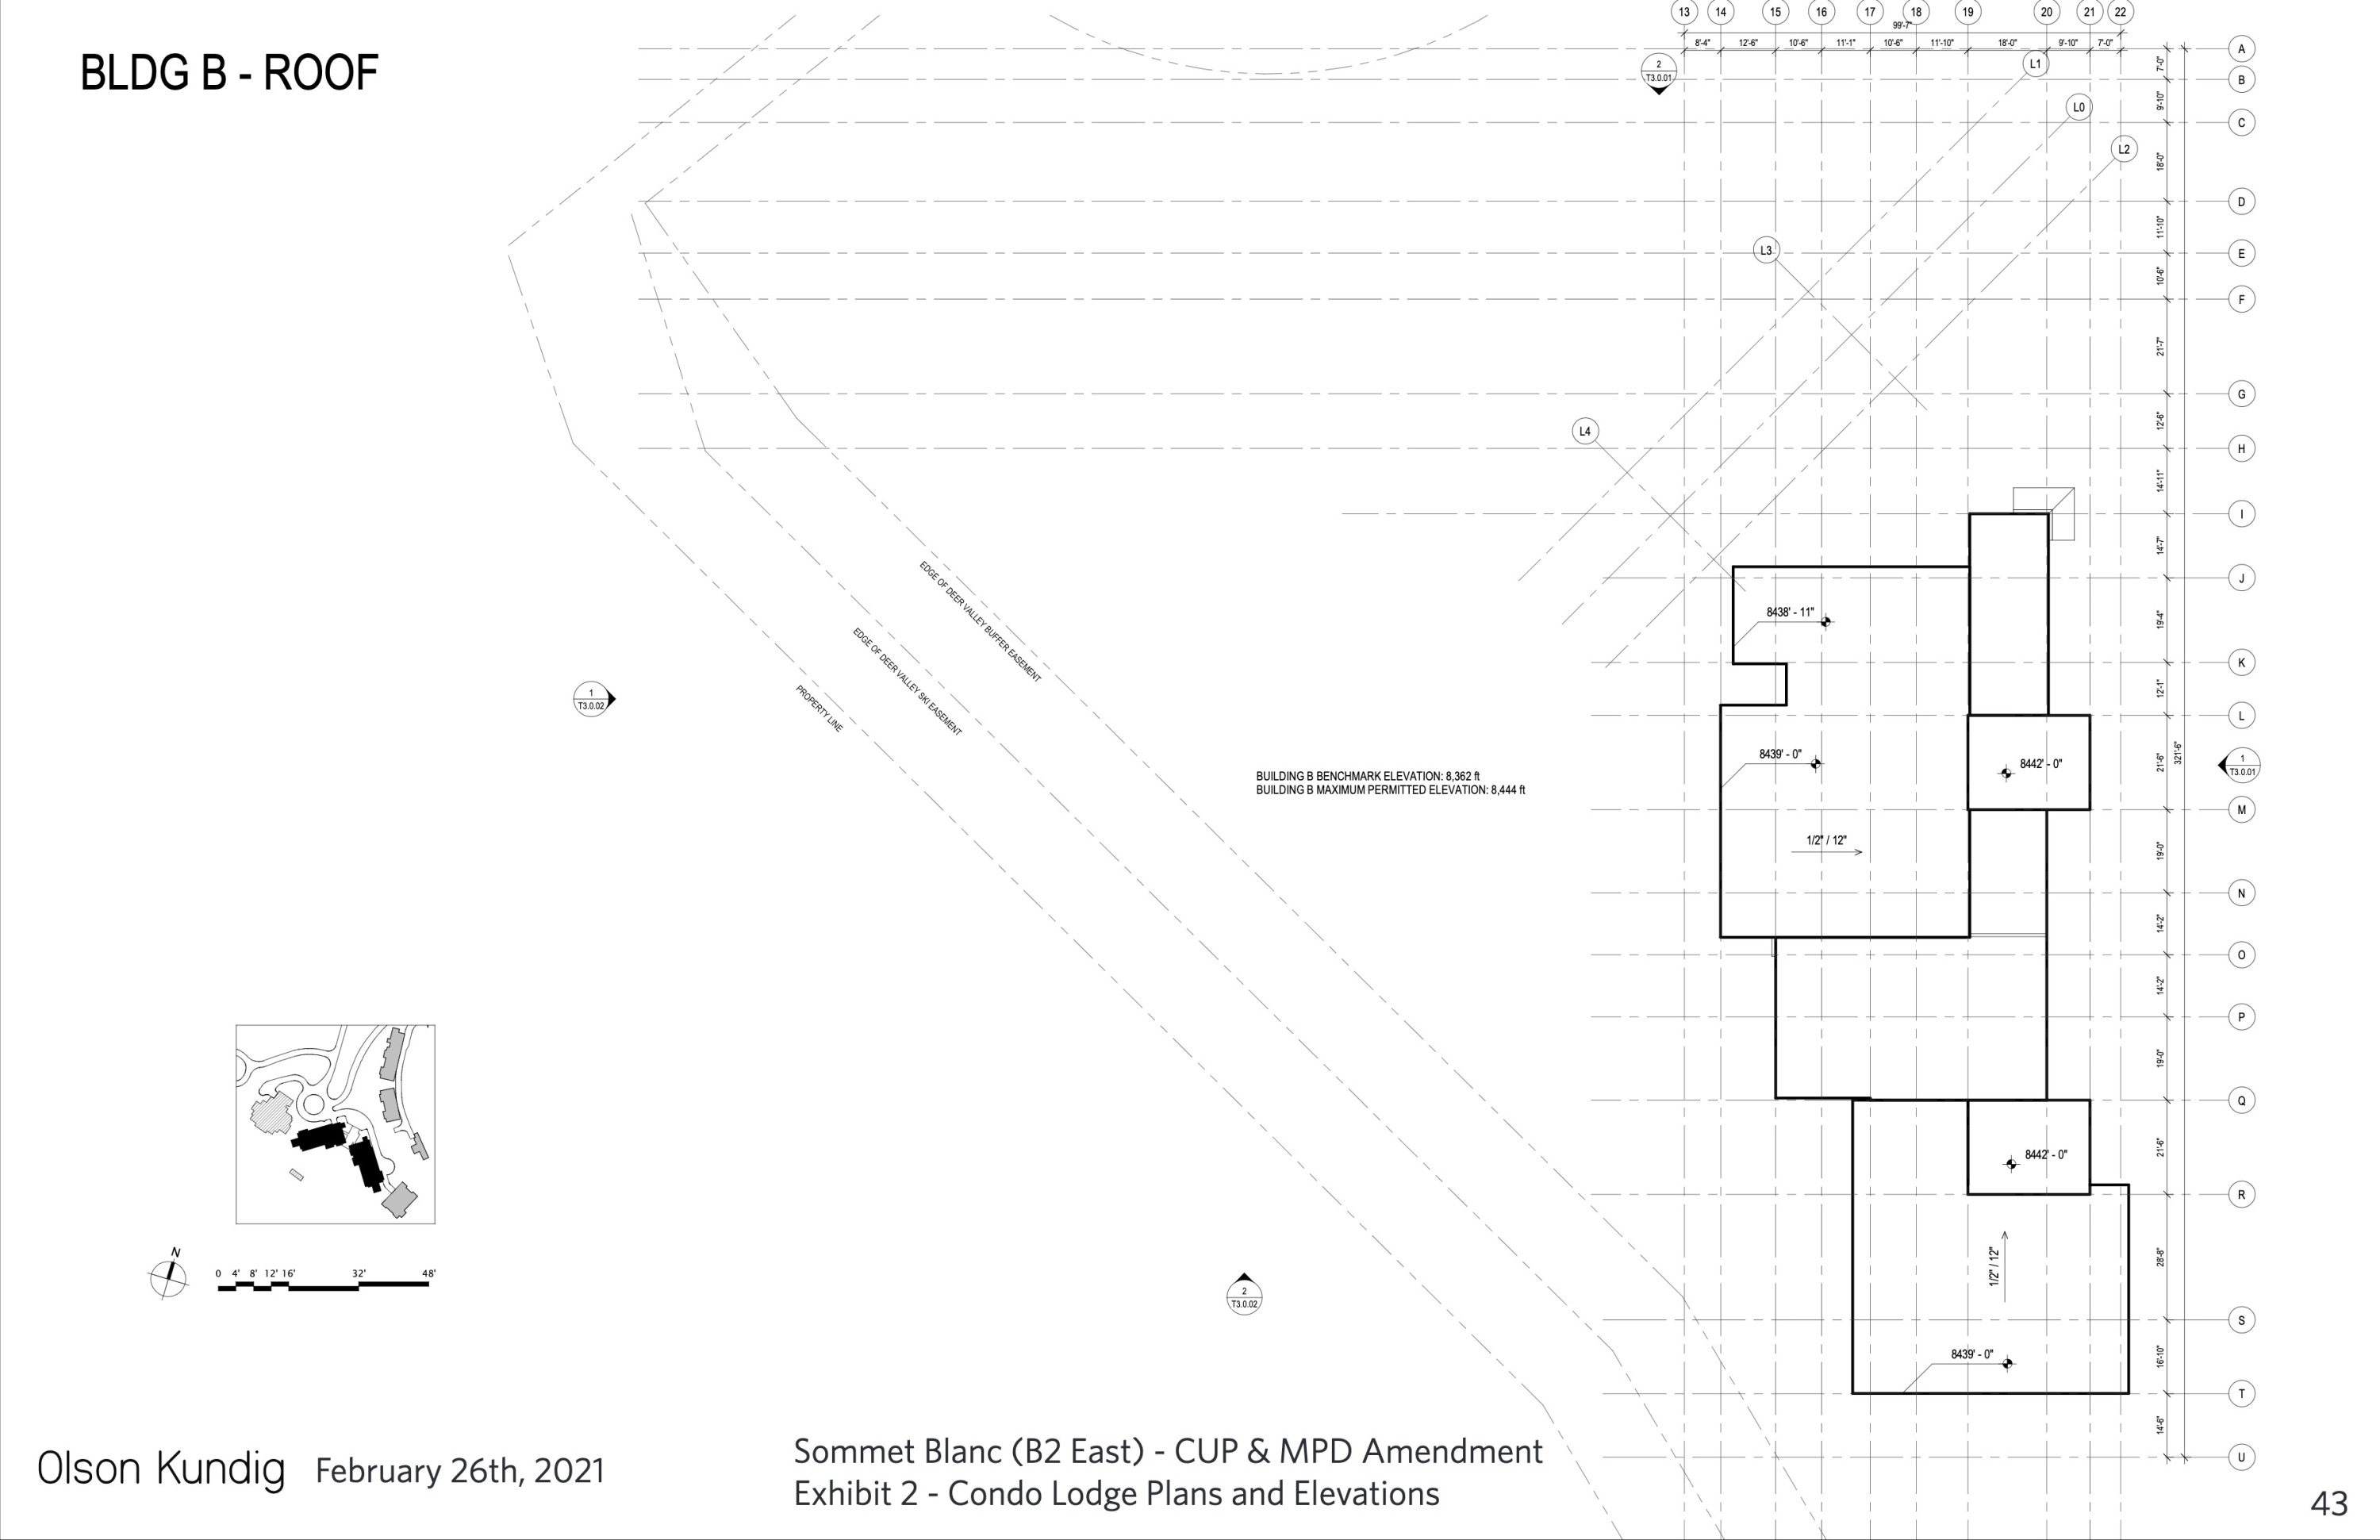 BLDG B - ROOF
13 14 15 16 17 18 19 20 21 22
99'-7"
8'-4" 12'-6" 10'-6" 11'-1" 10'-6" 11'-10" 18'-0" 9'-10" 7'-0"
2
T3.0.01
L1
L0
L2
L3
L4
A
7'-0"
B
9'-10"
C
18'-0"
D
11'-10"
E
10'-6"
F
21'-7"
G
12'-6"
H
14'-11"
I
14'-7"
J
19'-4"
K
12'-1"
L
21'-6"
321'-6"
1
T3.0.01
M
19'-0"
N
14'-2"
O
14'-2"
P
19'-0"
Q
21'-6"
R
28'-8"
S
16'-10"
T
14'-6"
U
8438' - 11"
8439' - 0"
8442' - 0"
1/2" / 12"
8442' - 0"
1/2" / 12"
8439' - 0"
EDGE OF DEER VALLEY BUFFER EASEMENT
EDGE OF DEER VALLEY SKI EASEMENT
PROPERTY LINE
1
T3.0.02
BUILDING B BENCHMARK ELEVATION: 8,362 ft
BUILDING B MAXIMUM PERMITTED ELEVATION: 8,444 ft
2
T3.0.02
N
0 4' 8' 12' 16' 32' 48'
Olson Kundig February 26th, 2021
Sommet Blanc (B2 East) - CUP & MPD Amendment
Exhibit 2 - Condo Lodge Plans and Elevations
43